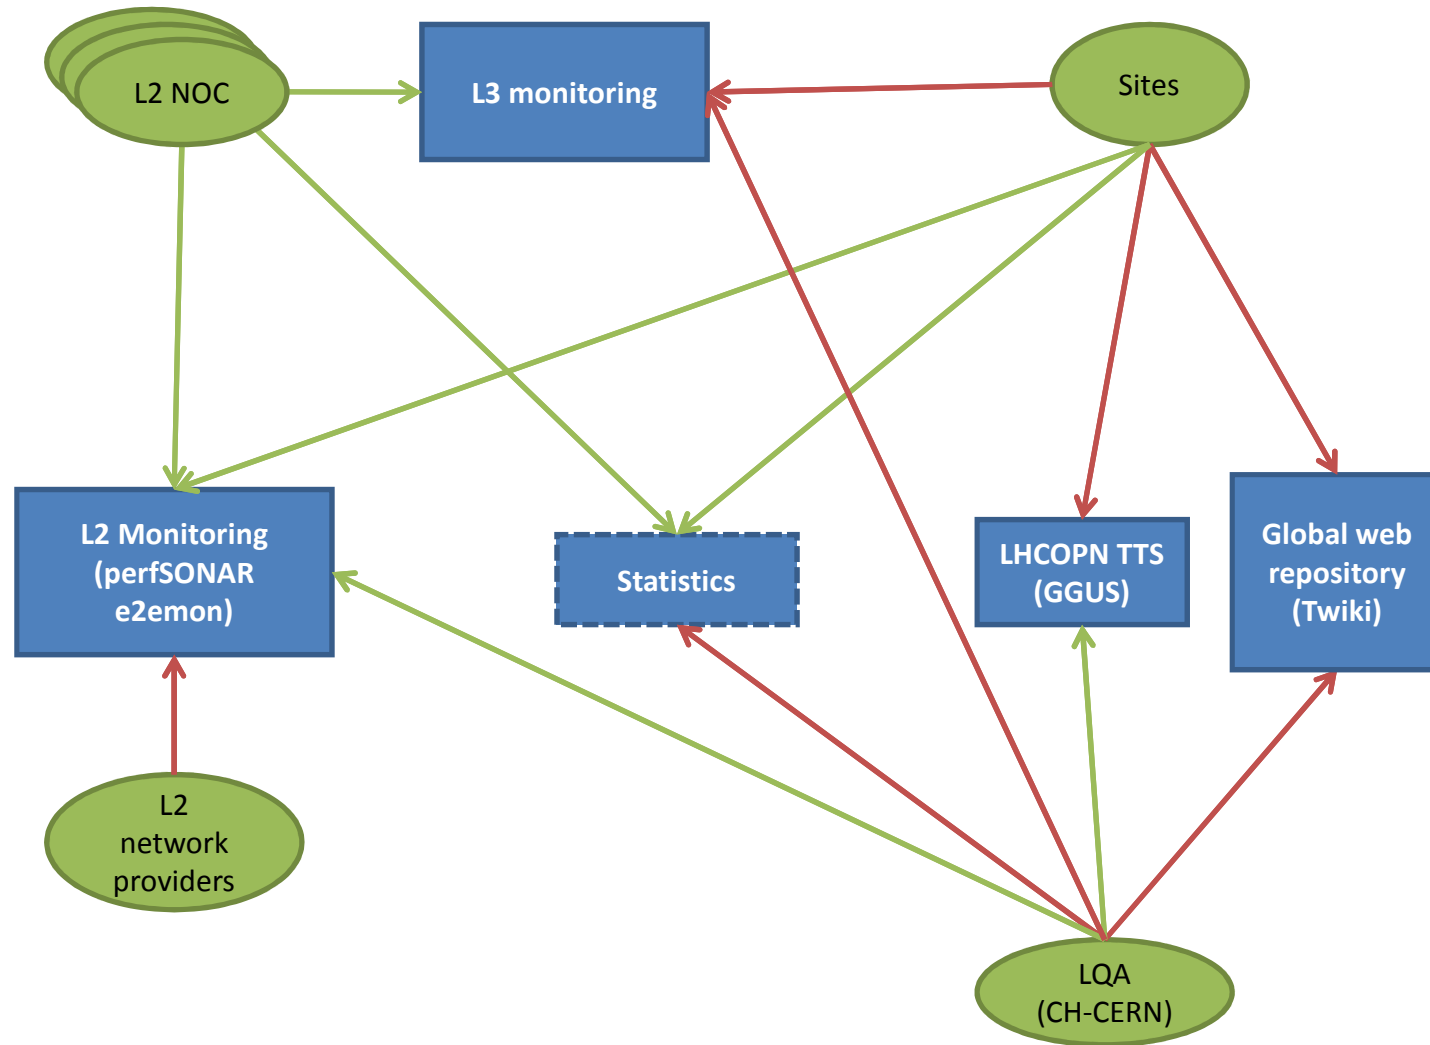 L2 NOC
L3 monitoring
Sites
L2 Monitoring
(perfSONAR
e2emon)
Statistics
LHCOPN TTS
(GGUS)
Global web
repository
(Twiki)
L2
network
providers
LQA
(CH-CERN)